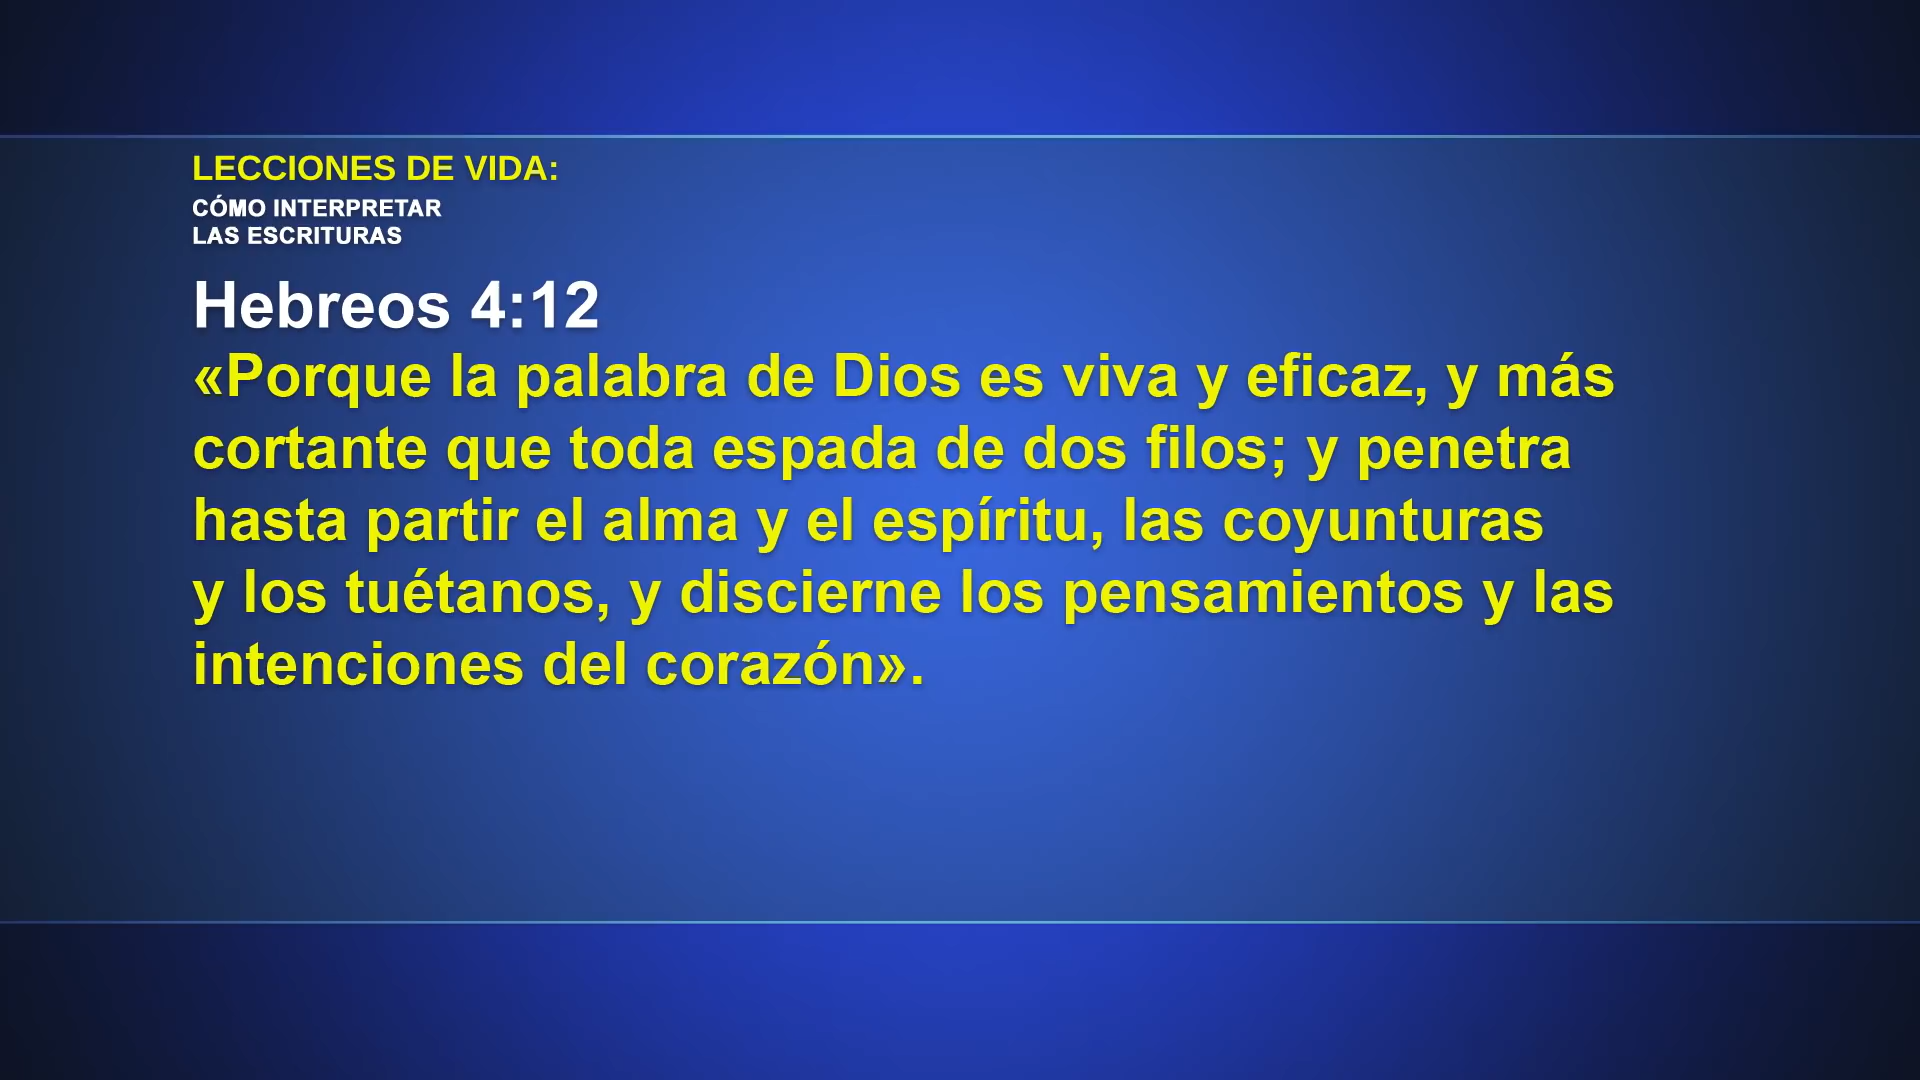 LECCIONES DE VIDA:
CÓMO INTERPRETAR
LAS ESCRITURAS
Hebreos 4:12
«Porque la palabra de Dios es viva y eficaz, y más
cortante que toda espada de dos filos; y penetra
hasta partir el alma y el espíritu, las coyunturas
y los tuétanos, y discierne los pensamientos y las
intenciones del corazón».